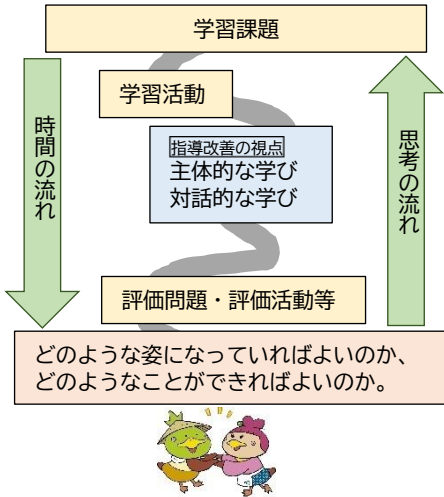 学習課題
学習活動
指導改善の視点
主体的な学び
対話的な学び
時間の流れ
思考の流れ
評価問題・評価活動等
どのような姿になっていればよいのか、
どのようなことができればよいのか。